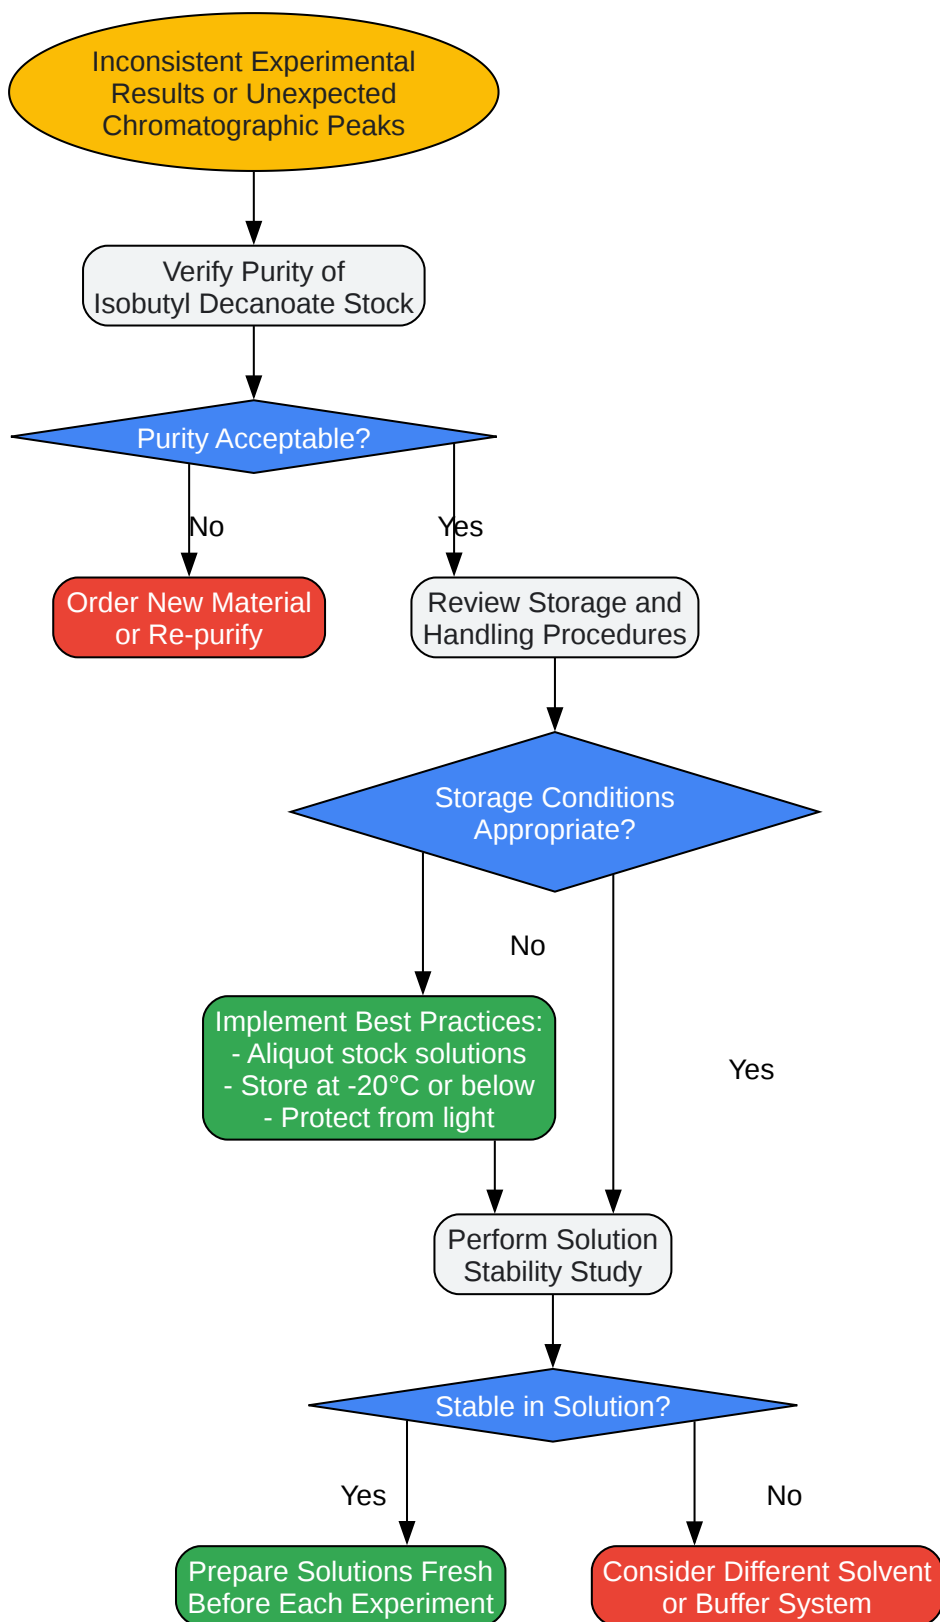 Inconsistent Experimental
Results or Unexpected
Chromatographic Peaks
Verify Purity of
Isobutyl Decanoate Stock
Purity Acceptable?
No
Yes
Order New Material
or Re-purify
Review Storage and
Handling Procedures
Storage Conditions
Appropriate?
No
Implement Best Practices:
- Aliquot stock solutions
- Store at -20°C or below
- Protect from light
Yes
Perform Solution
Stability Study
Stable in Solution?
Yes
No
Prepare Solutions Fresh
Before Each Experiment
Consider Different Solvent
or Buffer System